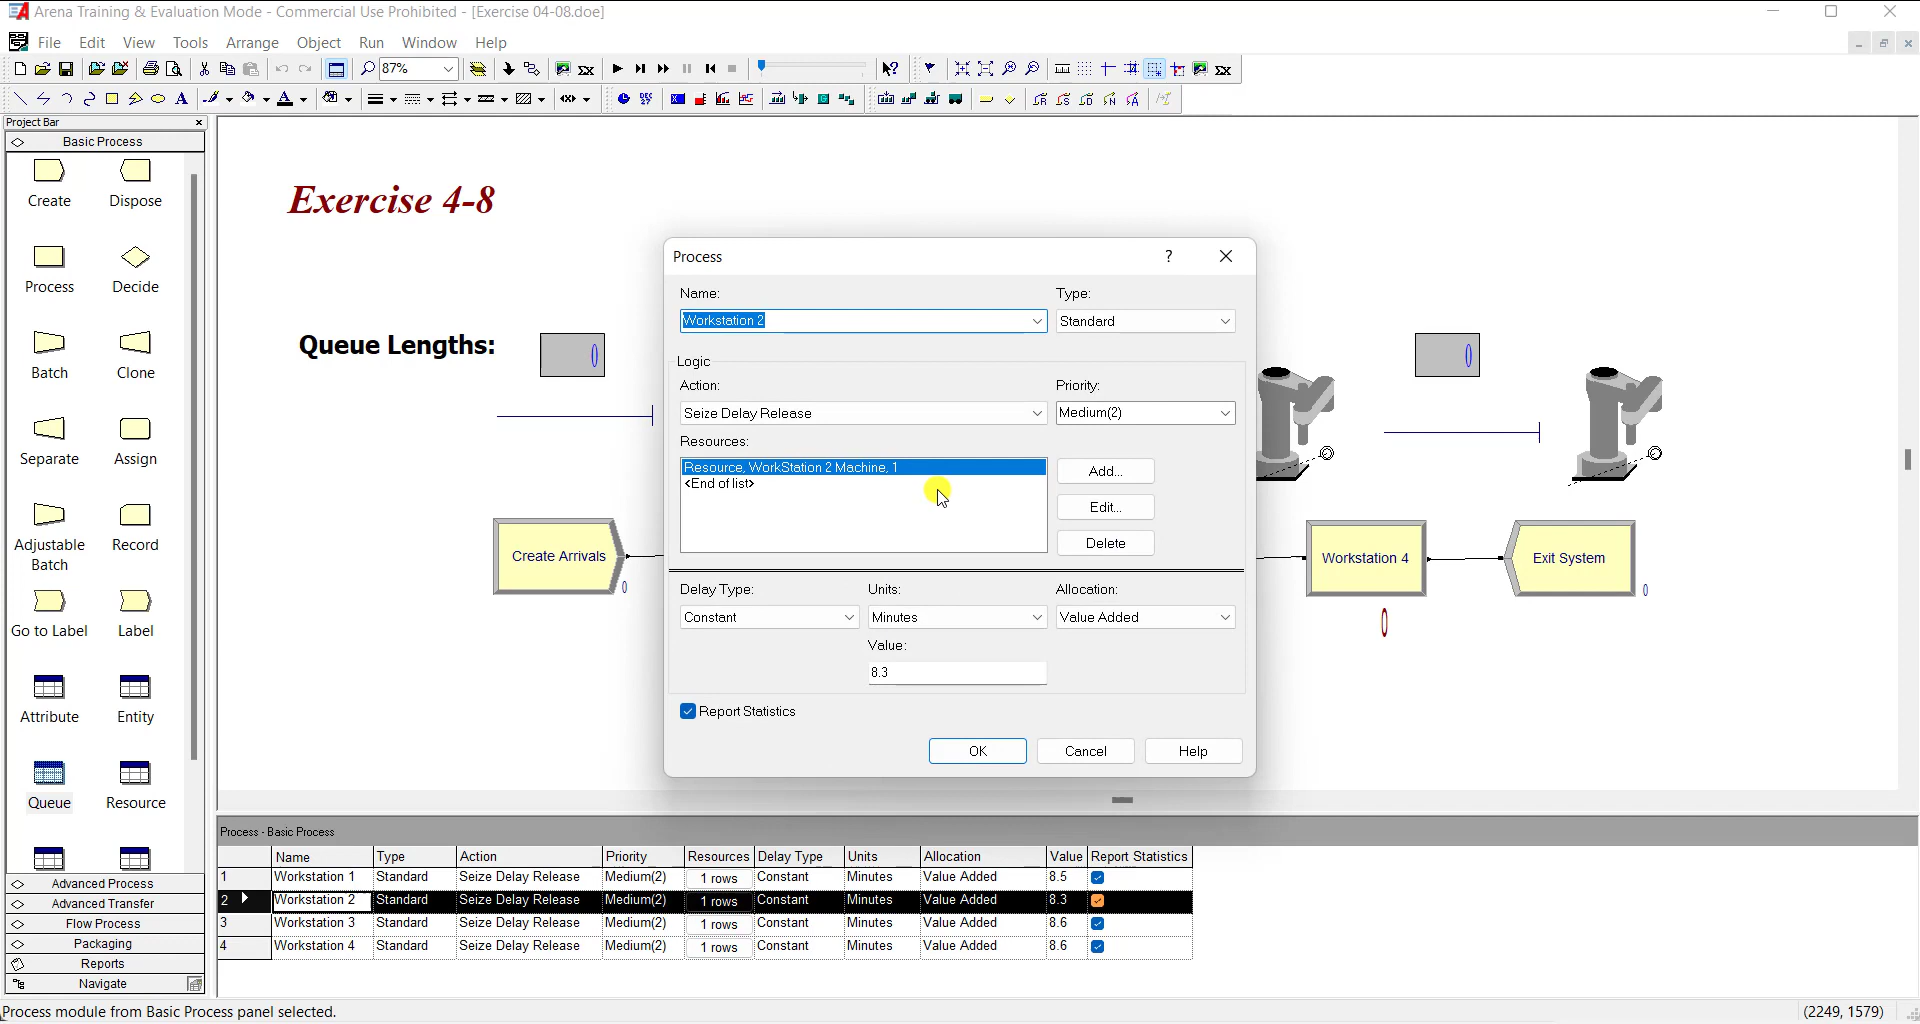 Arena Training & Evaluation Mode - Commercial Use Prohibited - [Exercise 04-08.doe]
File Edit View Tools Arrange Object Run Window Help
87%
Project Bar
Basic Process
Create Dispose
Process Decide
Batch Clone
Separate Assign
Adjustable Batch Record
Go to Label Label
Attribute Entity
Queue Resource
Advanced Process
Advanced Transfer
Flow Process
Packaging
Reports
Navigate
Exercise 4-8
Queue Lengths:
0
0
Create Arrivals
0
Workstation 4
0
Exit System
0
Process
?
Name:
Type:
Workstation 2
Standard
Logic
Action:
Priority:
Seize Delay Release
Medium(2)
Resources:
Resource, WorkStation 2 Machine, 1
<End of list>
Add...
Edit...
Delete
Delay Type:
Units:
Allocation:
Constant
Minutes
Value Added
Value:
8.3
Report Statistics
OK
Cancel
Help
Process - Basic Process
Name Type Action Priority Resources Delay Type Units Allocation Value Report Statistics
1 Workstation 1 Standard Seize Delay Release Medium(2) 1 rows Constant Minutes Value Added 8.5
2 Workstation 2 Standard Seize Delay Release Medium(2) 1 rows Constant Minutes Value Added 8.3
3 Workstation 3 Standard Seize Delay Release Medium(2) 1 rows Constant Minutes Value Added 8.6
4 Workstation 4 Standard Seize Delay Release Medium(2) 1 rows Constant Minutes Value Added 8.6
Process module from Basic Process panel selected.
(2249, 1579)